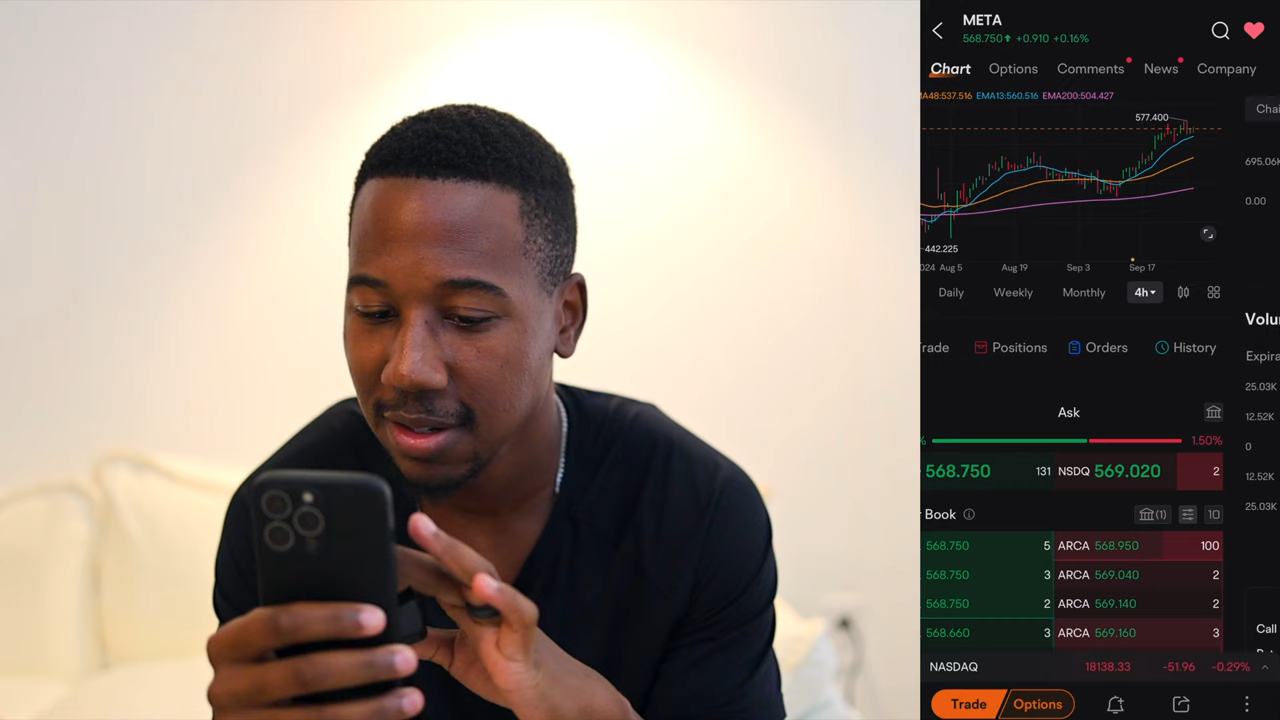 META
568.750 +0.910 +0.16%
Chart Options Comments News Company
A48:537.516 EMA13:560.516 EMA200:504.427
Chai
577.400
695.06K
0.00
442.225
024 Aug 5 Aug 19 Sep 3 Sep 17
Daily Weekly Monthly 4h
Volu
rade Positions Orders History
Expira
25.03K
Ask
12.52K
% 1.50%
0
568.750 131 NSDQ 569.020 2
12.52K
25.03K
Book (1) 10
568.750 5 ARCA 568.950 100
568.750 3 ARCA 569.040 2
568.750 2 ARCA 569.140 2
568.660 3 ARCA 569.160 3
Call
NASDAQ 18138.33 -51.96 -0.29%
Trade Options